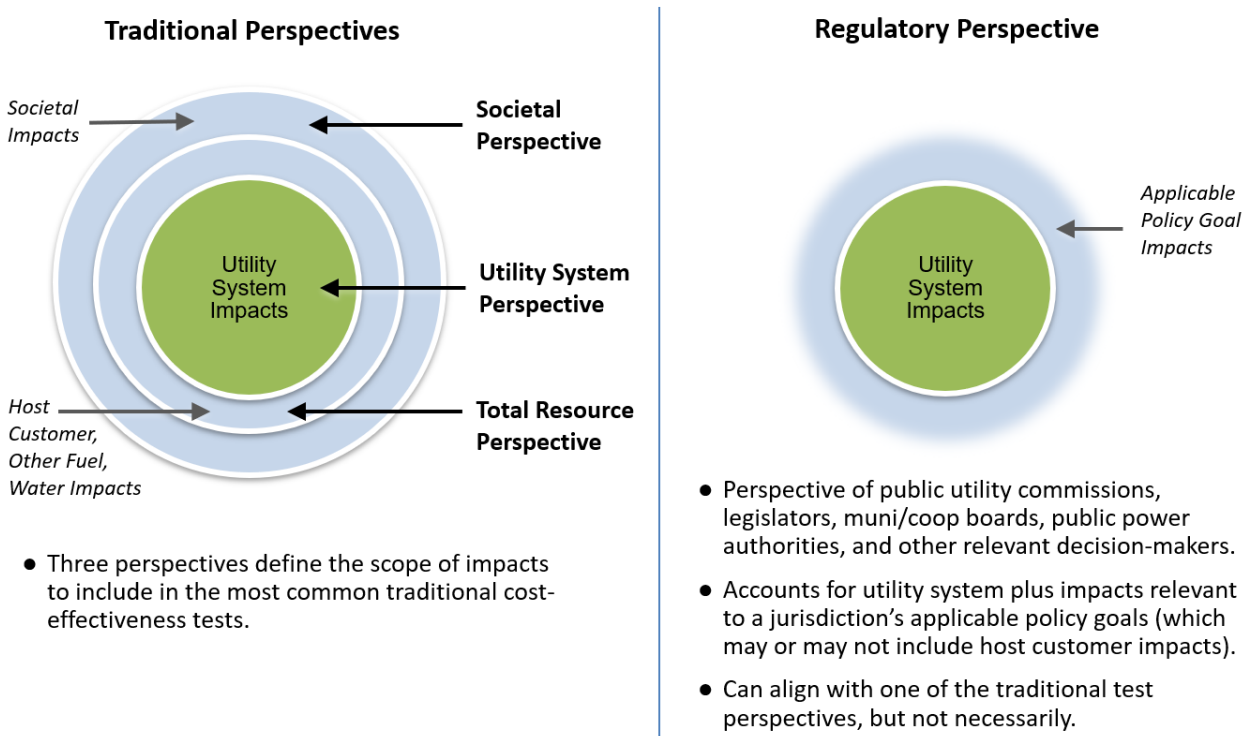 Traditional Perspectives
Societal
Impacts
Societal
Perspective
Utility
System
Impacts
Utility System
Perspective
Host
Customer,
Other Fuel,
Water Impacts
Total Resource
Perspective
● Three perspectives define the scope of impacts
to include in the most common traditional cost-
effectiveness tests.
Regulatory Perspective
Applicable
Policy Goal
Impacts
Utility
System
Impacts
● Perspective of public utility commissions,
legislators, muni/coop boards, public power
authorities, and other relevant decision-makers.
● Accounts for utility system plus impacts relevant
to a jurisdiction's applicable policy goals (which
may or may not include host customer impacts).
● Can align with one of the traditional test
perspectives, but not necessarily.